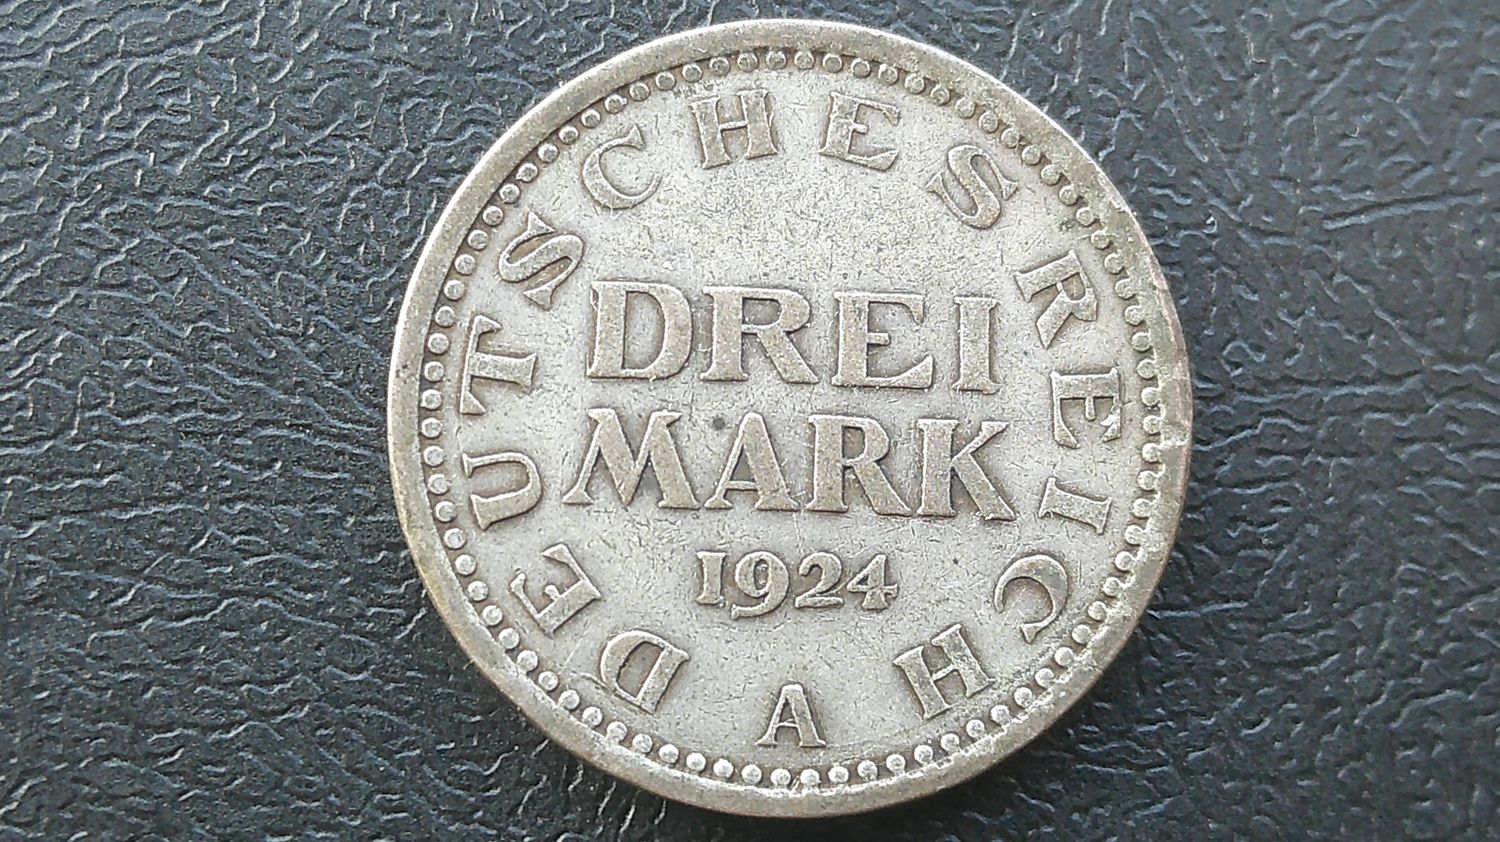 DEUTSCHES REICH
DREI
MARK
1924
A